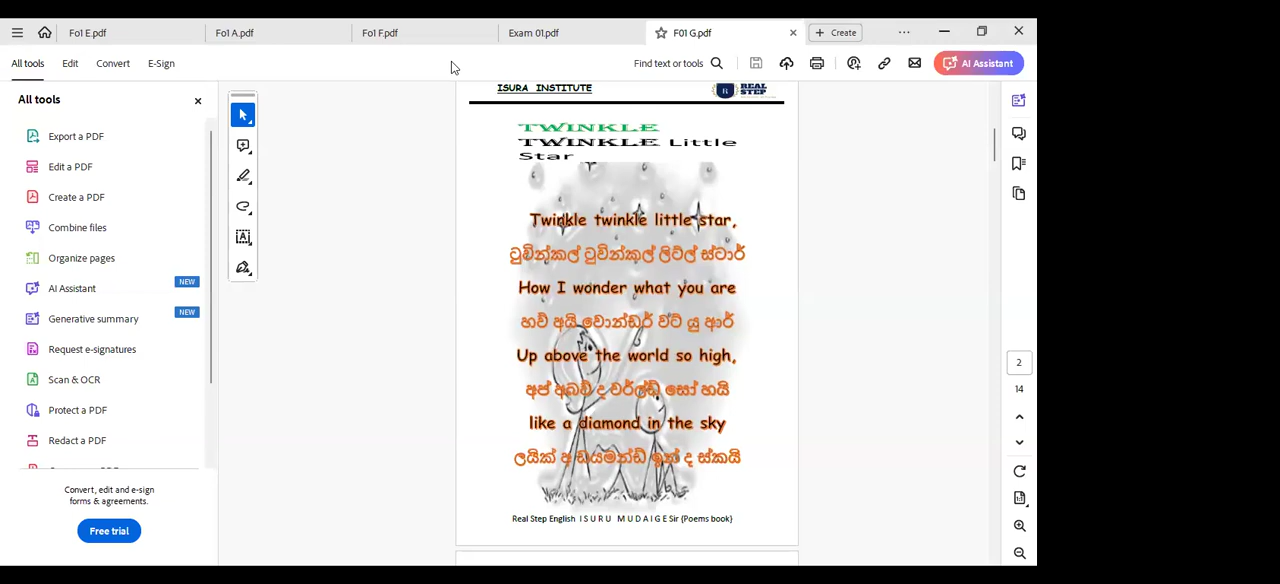 Fo1 E.pdf
Fo1 A.pdf
Fo1 F.pdf
Exam 01.pdf
F01 G.pdf
Create
All tools
Edit
Convert
E-Sign
Find text or tools
AI Assistant
All tools
Export a PDF
Edit a PDF
Create a PDF
Combine files
Organize pages
AI Assistant NEW
Generative summary NEW
Request e-signatures
Scan & OCR
Protect a PDF
Redact a PDF
Convert, edit and e-sign
forms & agreements.
Free trial
ISURA INSTITUTE
R REAL
STEP
TWINKLE
TWINKLE Little
Star
Twinkle twinkle little star,
ටුවින්කල් ටුවින්කල් ලිට්ල් ස්ටාර්
How I wonder what you are
හව් අයි වොන්ඩර් වට් යු ආර්
Up above the world so high,
අප් අබව් ද වර්ල්ඩ් සෝ හයි
like a diamond in the sky
ලයික් අ ඩයමන්ඩ් ඉන් ද ස්කයි
Real Step English I S U R U M U D A I G E Sir {Poems book}
2
14